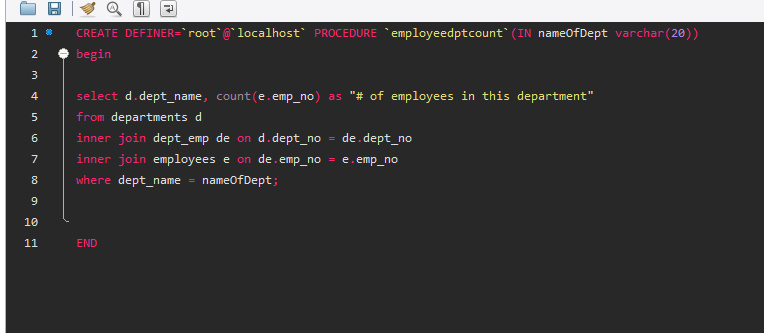 1 CREATE DEFINER=`root`@`localhost` PROCEDURE `employeedptcount`(IN nameOfDept varchar(20))
2 begin
3
4 select d.dept_name, count(e.emp_no) as "# of employees in this department"
5 from departments d
6 inner join dept_emp de on d.dept_no = de.dept_no
7 inner join employees e on de.emp_no = e.emp_no
8 where dept_name = nameOfDept;
9
10
11 END